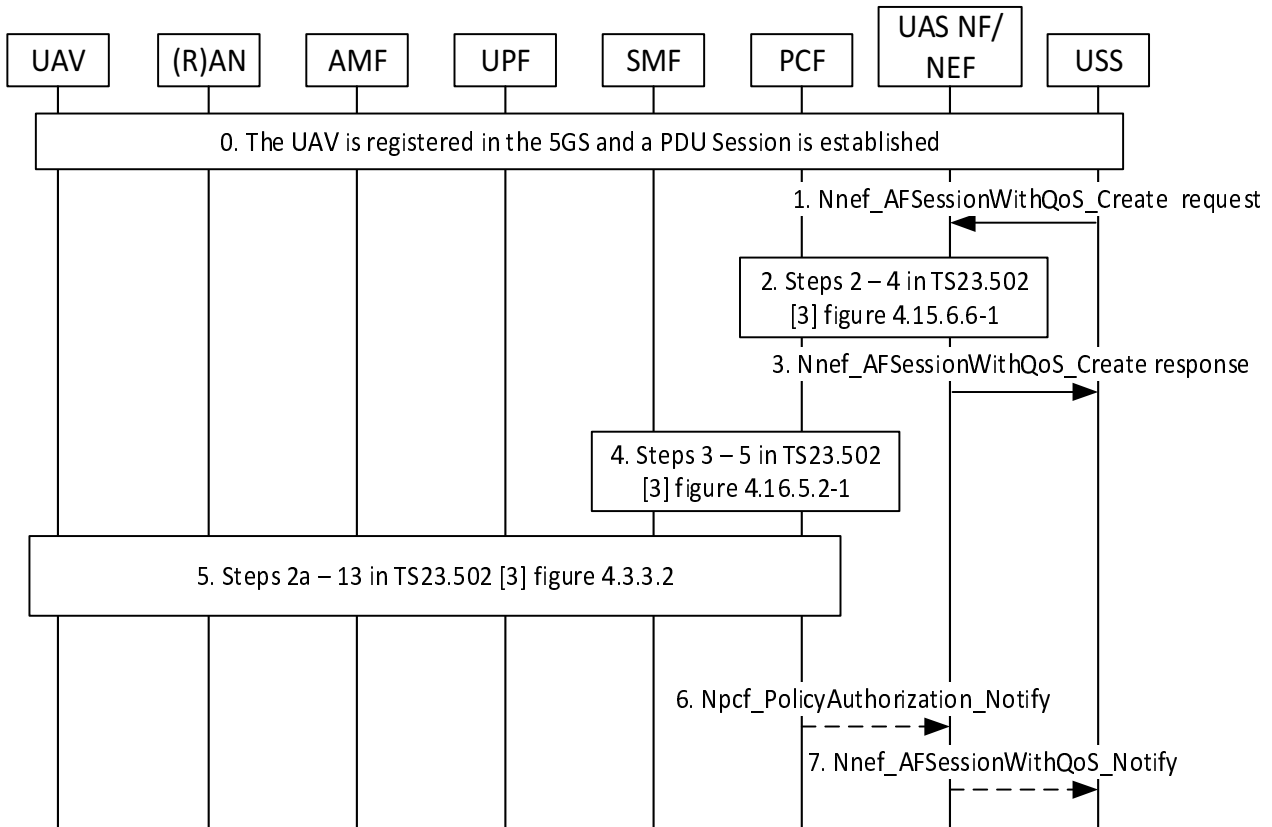 UAV
(R)AN
AMF
UPF
SMF
PCF
UAS NF/
NEF
USS
0. The UAV is registered in the 5GS and a PDU Session is established
1. Nnef_AFSessionWithQoS_Create request
2. Steps 2 – 4 in TS23.502
[3] figure 4.15.6.6-1
3. Nnef_AFSessionWithQoS_Create response
4. Steps 3 – 5 in TS23.502
[3] figure 4.16.5.2-1
5. Steps 2a – 13 in TS23.502 [3] figure 4.3.3.2
6. Npcf_PolicyAuthorization_Notify
7. Nnef_AFSessionWithQoS_Notify